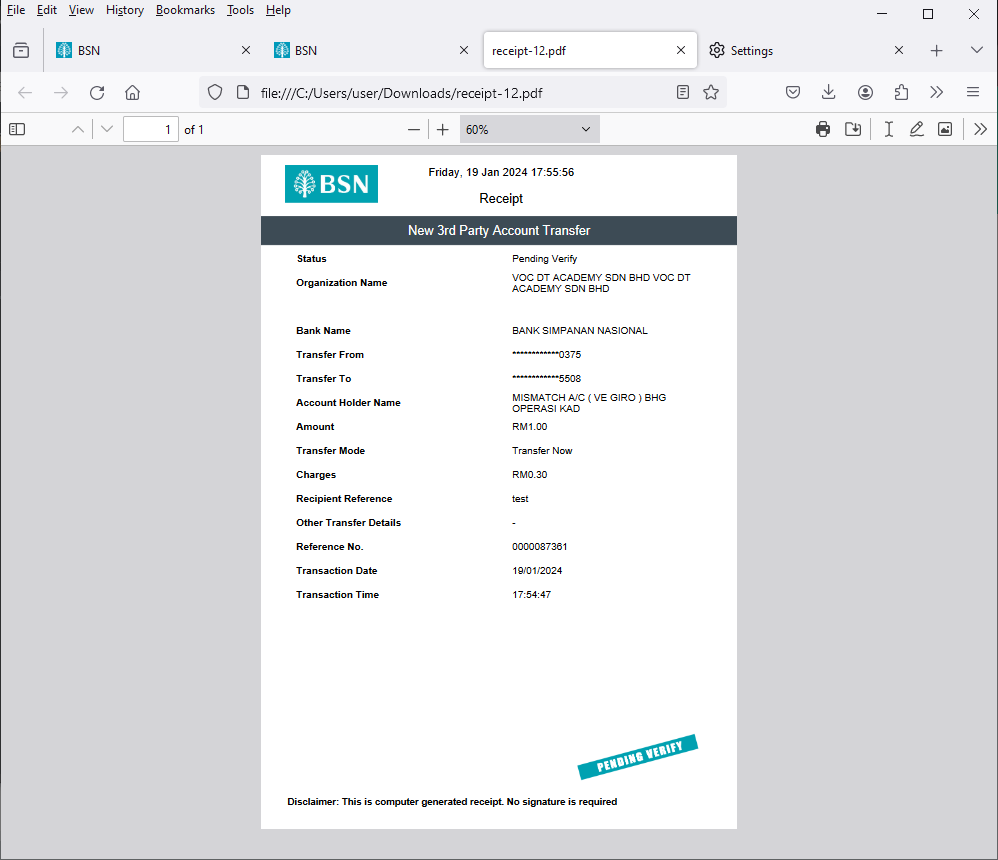 File Edit View History Bookmarks Tools Help
BSN BSN receipt-12.pdf Settings
file:///C:/Users/user/Downloads/receipt-12.pdf
1 of 1 60%
BSN
Friday, 19 Jan 2024 17:55:56
Receipt
New 3rd Party Account Transfer
Status Pending Verify
Organization Name VOC DT ACADEMY SDN BHD VOC DT
ACADEMY SDN BHD
Bank Name BANK SIMPANAN NASIONAL
Transfer From ************0375
Transfer To ************5508
Account Holder Name MISMATCH A/C ( VE GIRO ) BHG
OPERASI KAD
Amount RM1.00
Transfer Mode Transfer Now
Charges RM0.30
Recipient Reference test
Other Transfer Details -
Reference No. 0000087361
Transaction Date 19/01/2024
Transaction Time 17:54:47
PENDING VERIFY
Disclaimer: This is computer generated receipt. No signature is required